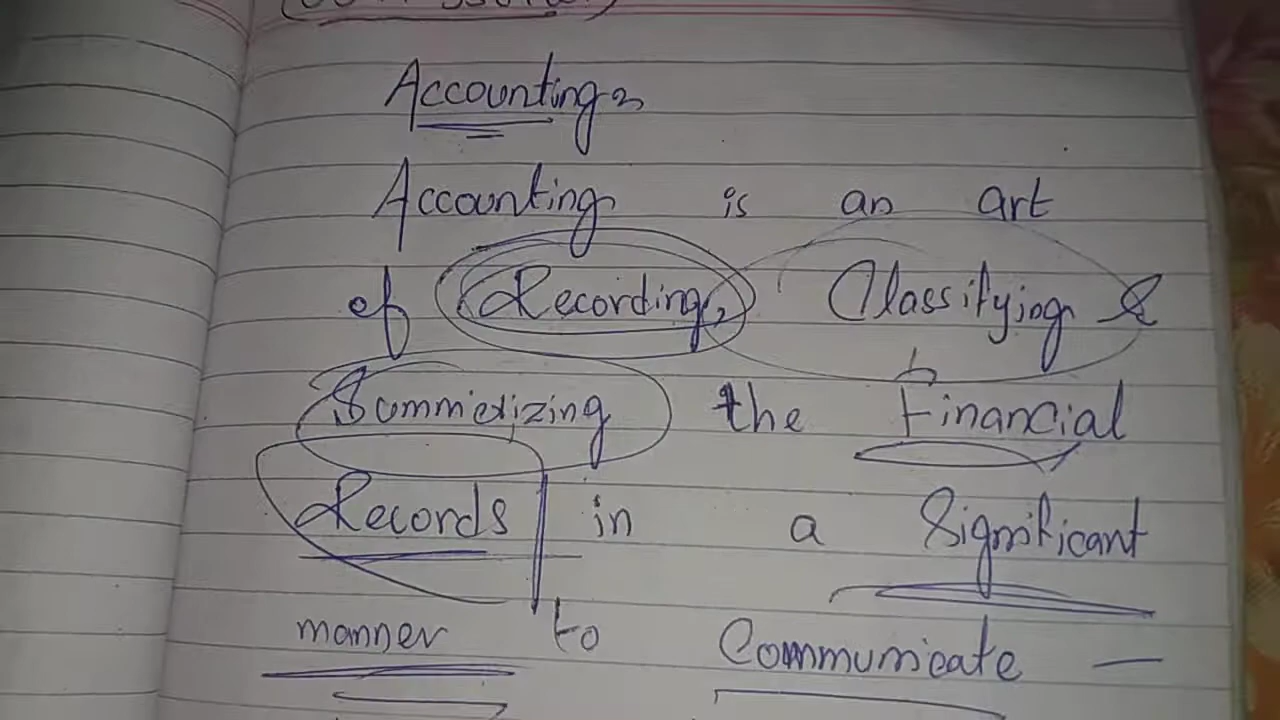 Accounting
Accounting is an art
of Recording, Classifying &
Summerizing the Financial
Records in a Significant
manner to Communicate —